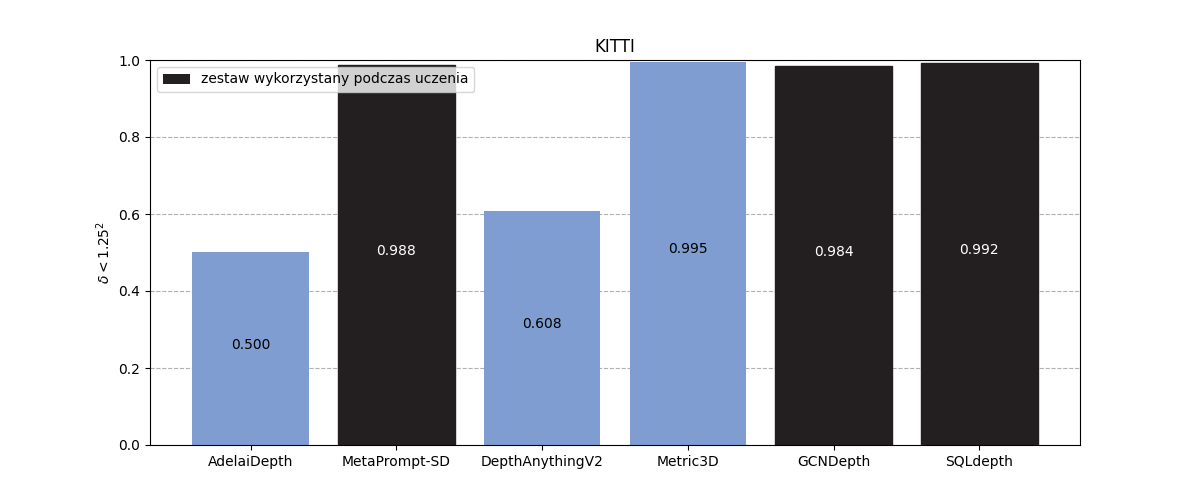 KITTI
zestaw wykorzystany podczas uczenia
δ < 1.25²
1.0
0.8
0.6
0.4
0.2
0.0
0.500
0.988
0.608
0.995
0.984
0.992
AdelaiDepth
MetaPrompt-SD
DepthAnythingV2
Metric3D
GCNDepth
SQLdepth